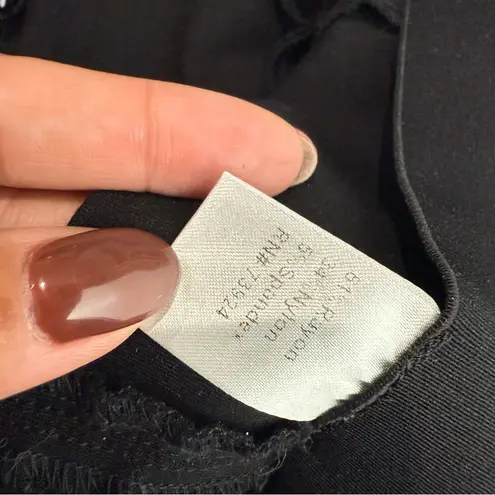 61% Rayon
34% Nylon
5% Spandex
RN#73924